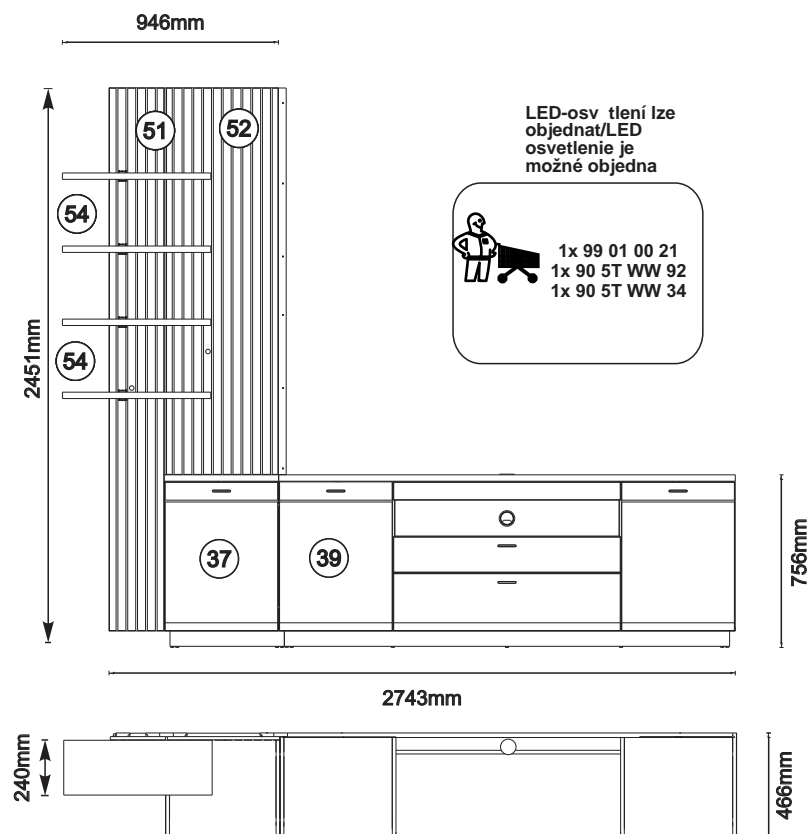 946mm
51
52
54
54
2451mm
LED-osv tlení lze
objednat/LED
osvetlenie je
možné objedna
1x 99 01 00 21
1x 90 5T WW 92
1x 90 5T WW 34
37
39
756mm
2743mm
240mm
466mm